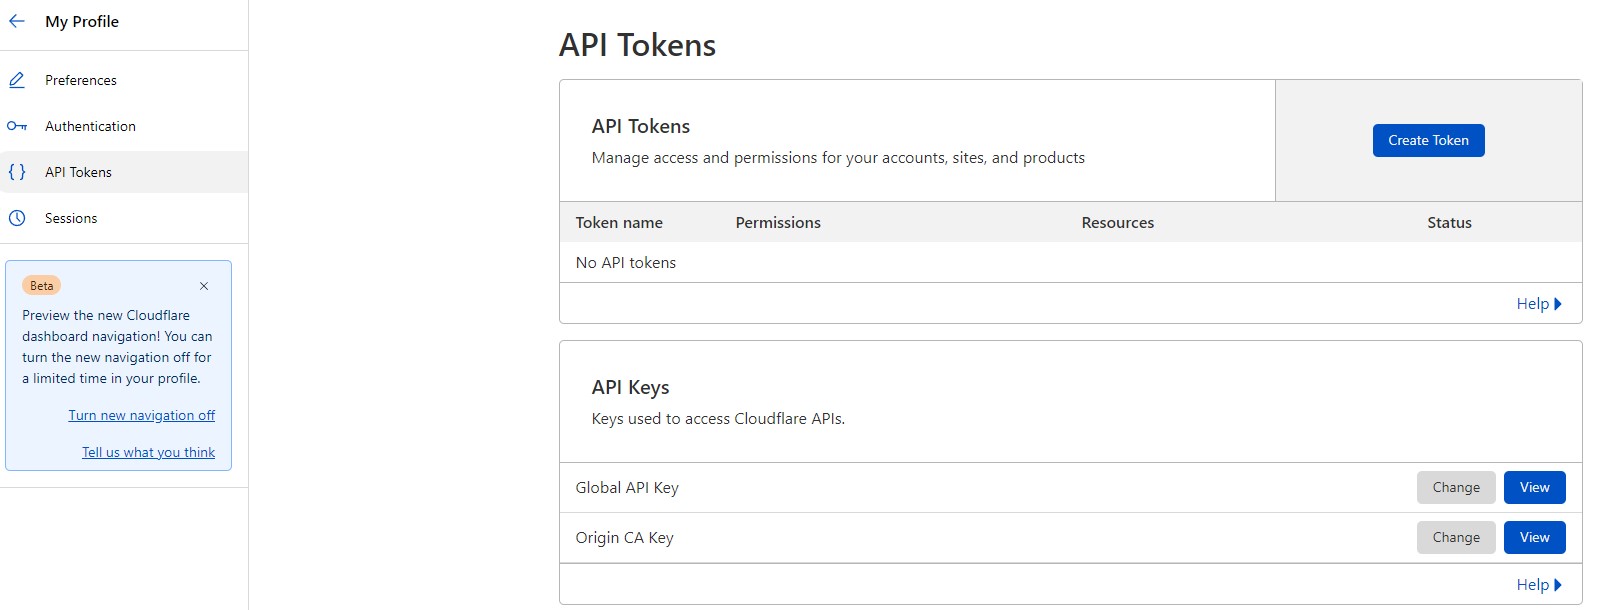 My Profile
Preferences
Authentication
API Tokens
Sessions
Beta
Preview the new Cloudflare
dashboard navigation! You can
turn the new navigation off for
a limited time in your profile.
Turn new navigation off
Tell us what you think
API Tokens
API Tokens
Manage access and permissions for your accounts, sites, and products
Create Token
Token name Permissions Resources Status
No API tokens
Help
API Keys
Keys used to access Cloudflare APIs.
Global API Key Change View
Origin CA Key Change View
Help